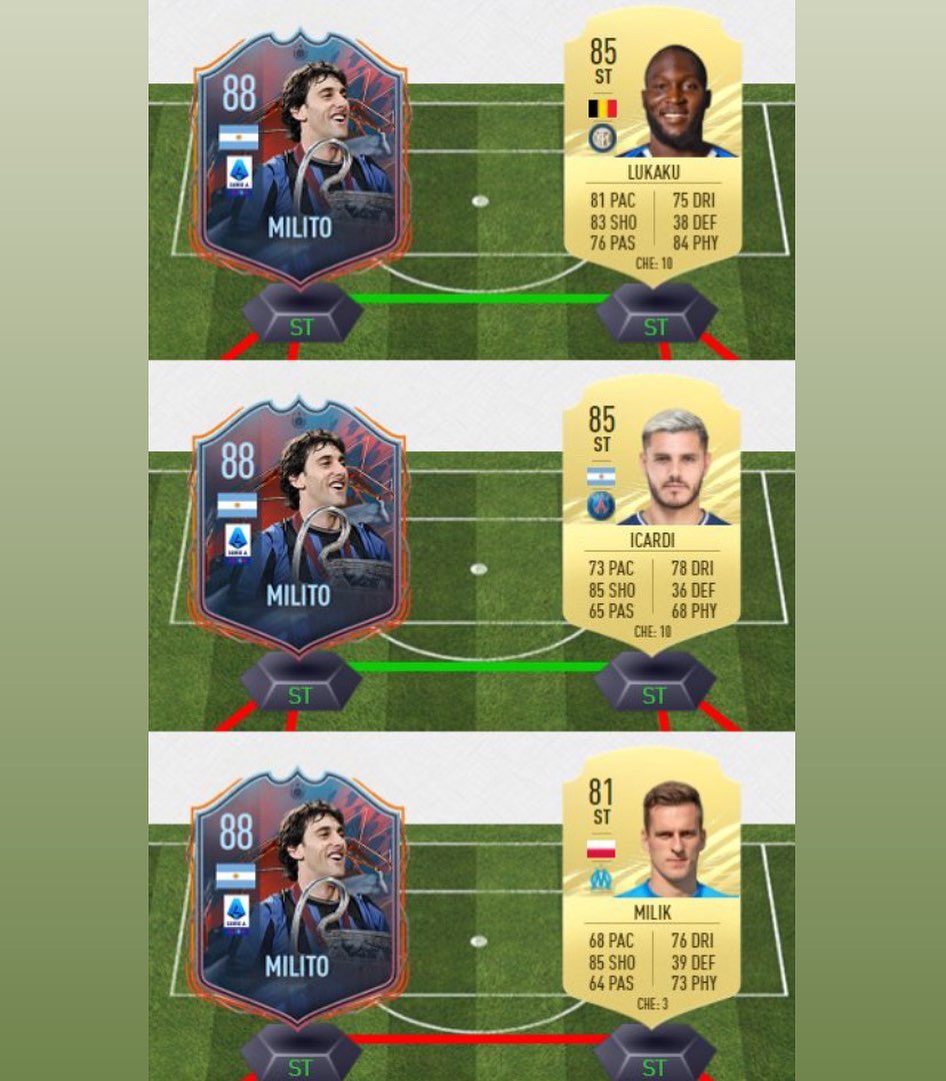 88
SERIE A
MILITO
ST
85
ST
LUKAKU
81 PAC 75 DRI
83 SHO 38 DEF
76 PAS 84 PHY
CHE: 10
ST
88
SERIE A
MILITO
ST
85
ST
ICARDI
73 PAC 78 DRI
85 SHO 36 DEF
65 PAS 68 PHY
CHE: 10
ST
88
SERIE A
MILITO
ST
81
ST
MILIK
68 PAC 76 DRI
85 SHO 39 DEF
64 PAS 73 PHY
CHE: 3
ST